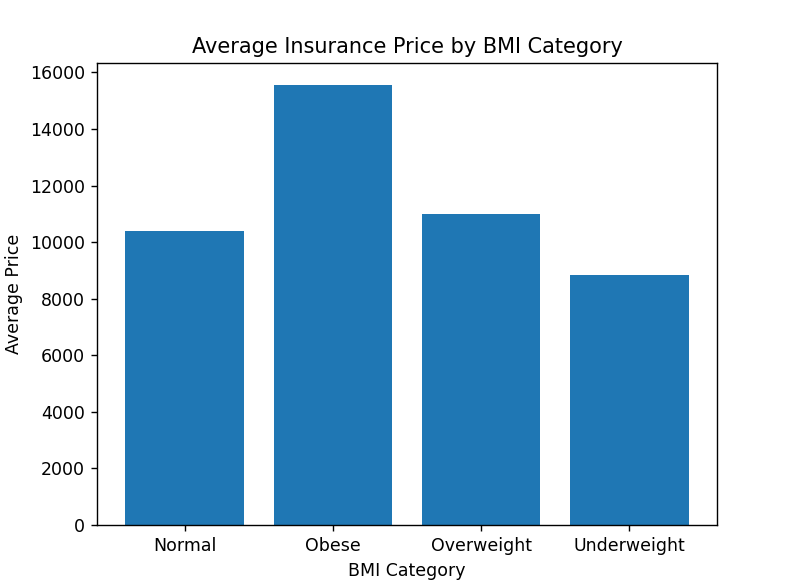 Average Insurance Price by BMI Category
16000
14000
12000
10000
8000
6000
4000
2000
0
Average Price
Normal Obese Overweight Underweight
BMI Category